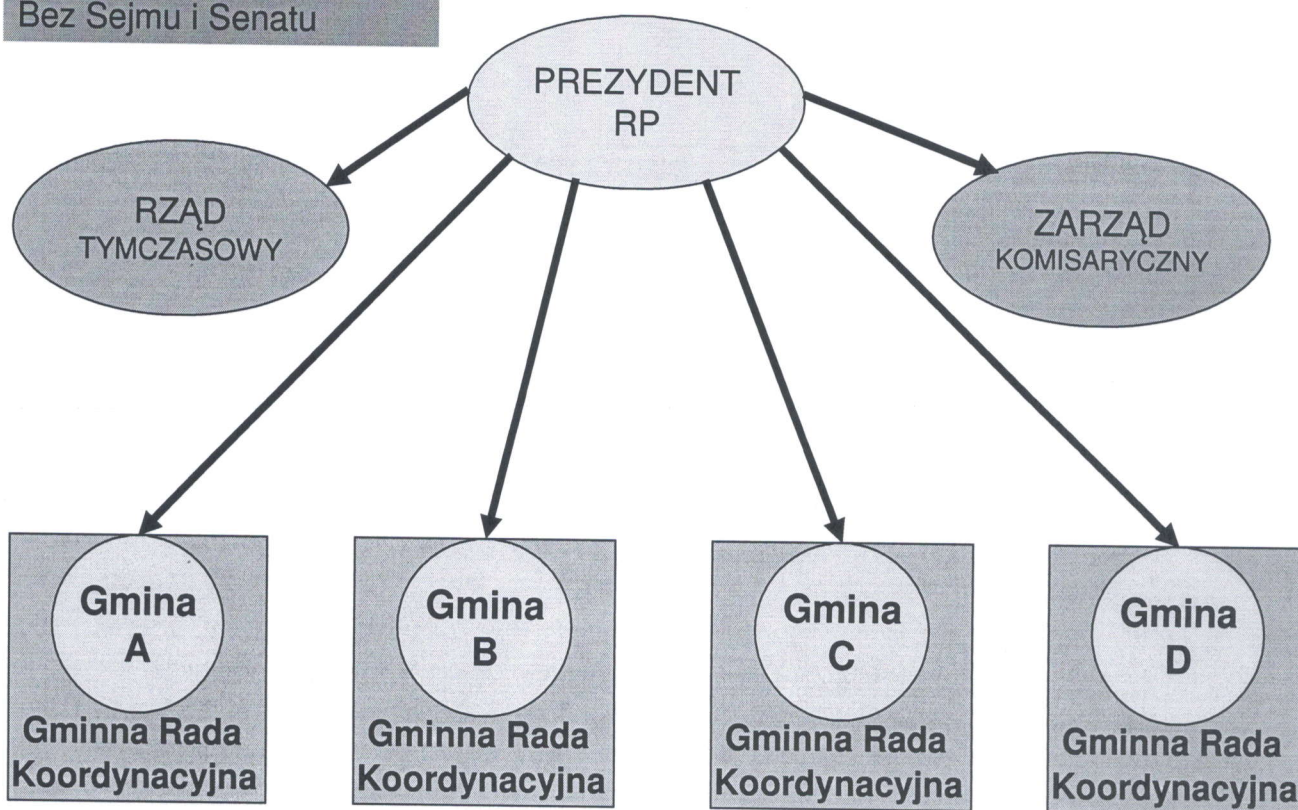 Bez Sejmu i Senatu
PREZYDENT
RP
RZĄD
TYMCZASOWY
ZARZĄD
KOMISARYCZNY
Gmina
A
Gminna Rada
Koordynacyjna
Gmina
B
Gminna Rada
Koordynacyjna
Gmina
C
Gminna Rada
Koordynacyjna
Gmina
D
Gminna Rada
Koordynacyjna